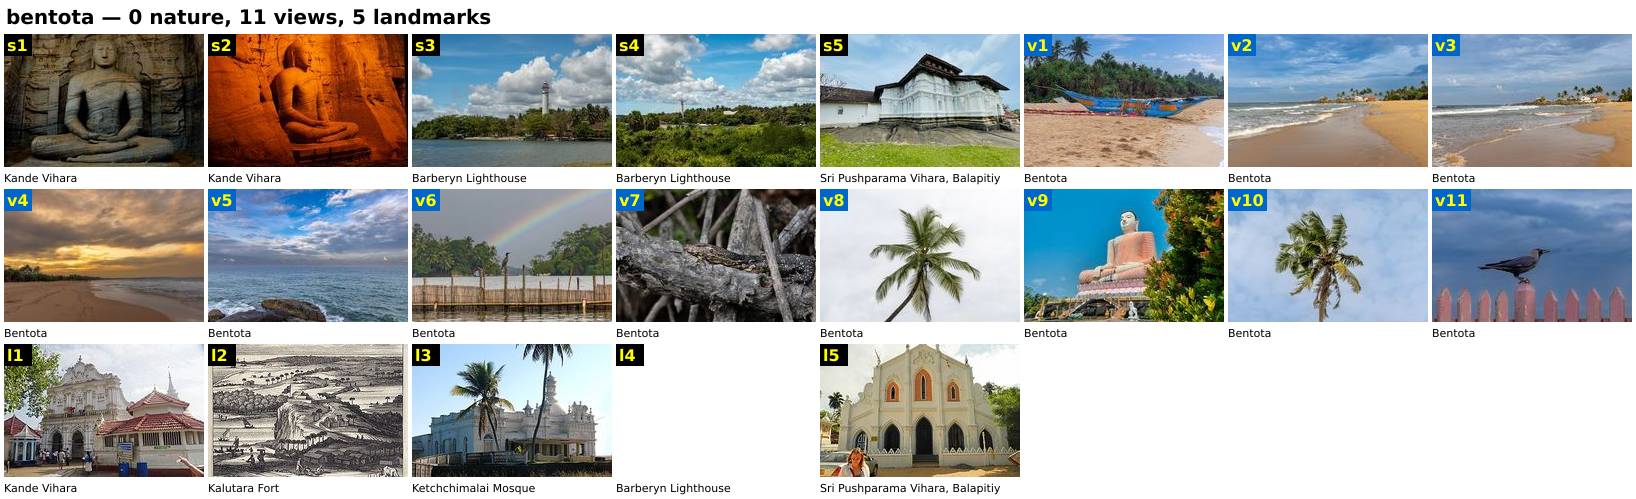 bentota — 0 nature, 11 views, 5 landmarks
s1 s2 s3 s4 s5 v1 v2 v3
Kande Vihara Kande Vihara Barberyn Lighthouse Barberyn Lighthouse Sri Pushparama Vihara, Balapitiy Bentota Bentota Bentota
v4 v5 v6 v7 v8 v9 v10 v11
Bentota Bentota Bentota Bentota Bentota Bentota Bentota Bentota
l1 l2 l3 l4 l5
Kande Vihara Kalutara Fort Ketchchimalai Mosque Barberyn Lighthouse Sri Pushparama Vihara, Balapitiy